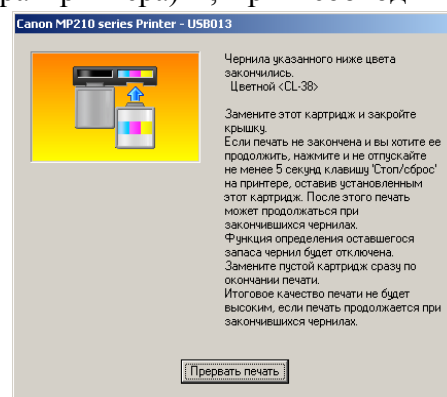 Canon MP210 series Printer - USB013
Чернила указанного ниже цвета
закончились.
Цветной <CL-38>
Замените этот картридж и закройте
крышку.
Если печать не закончена и вы хотите ее
продолжить, нажмите и не отпускайте
не менее 5 секунд клавишу 'Стоп/сброс'
на принтере, оставив установленным
этот картридж. После этого печать
может продолжаться при
закончившихся чернилах.
Функция определения оставшегося
запаса чернил будет отключена.
Замените пустой картридж сразу по
окончании печати.
Итоговое качество печати не будет
высоким, если печать продолжается при
закончившихся чернилах.
Прервать печать